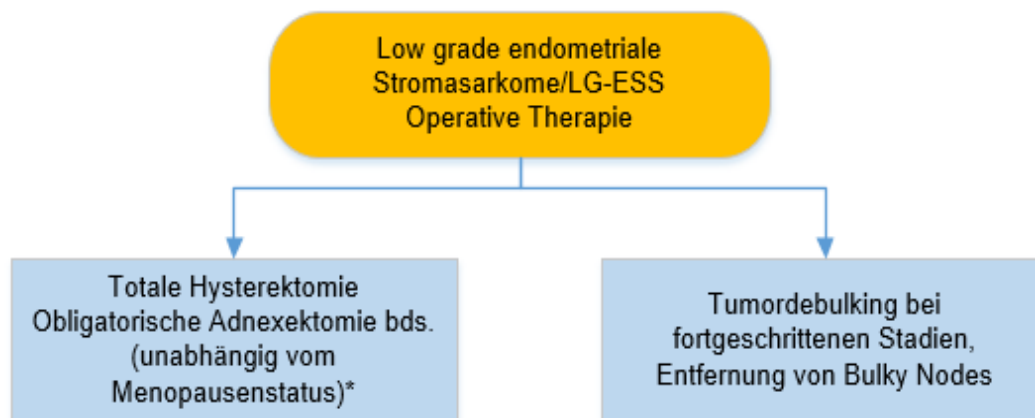 Low grade endometriale
Stromasarkome/LG-ESS
Operative Therapie
Totale Hysterektomie
Obligatorische Adnexektomie bds.
(unabhängig vom
Menopausenstatus)*
Tumordebulking bei
fortgeschrittenen Stadien,
Entfernung von Bulky Nodes